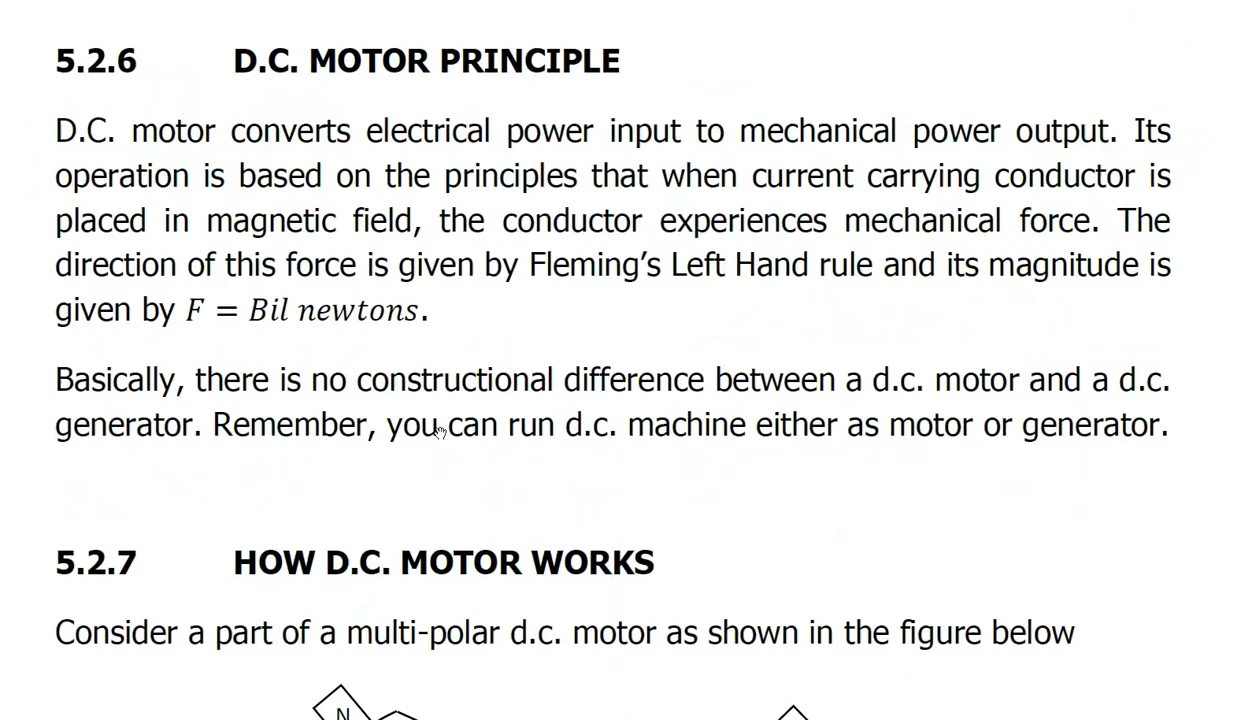 5.2.6 D.C. MOTOR PRINCIPLE
D.C. motor converts electrical power input to mechanical power output. Its
operation is based on the principles that when current carrying conductor is
placed in magnetic field, the conductor experiences mechanical force. The
direction of this force is given by Fleming’s Left Hand rule and its magnitude is
given by F = Bil newtons.
Basically, there is no constructional difference between a d.c. motor and a d.c.
generator. Remember, you can run d.c. machine either as motor or generator.
5.2.7 HOW D.C. MOTOR WORKS
Consider a part of a multi-polar d.c. motor as shown in the figure below
N